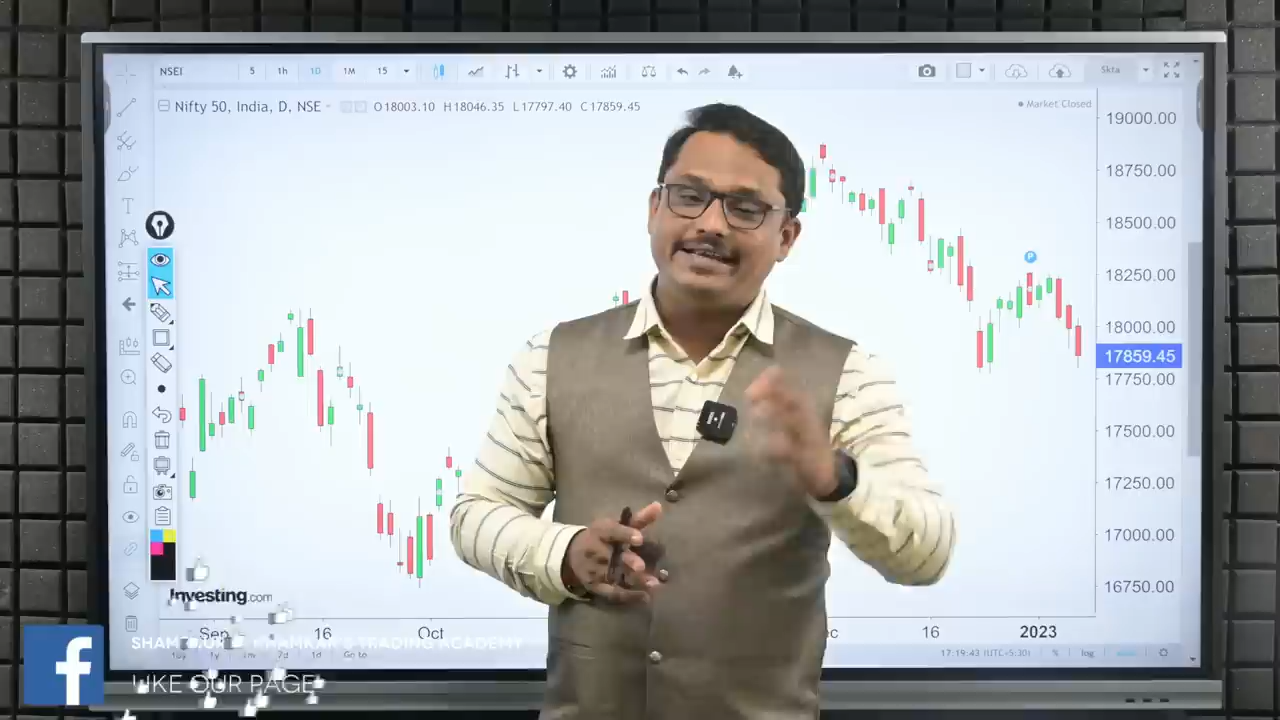 NSEI 5 1h 1D 1M 15 Skta
Nifty 50, India, D, NSE O18003.10 H18046.35 L17797.40 C17859.45
Market Closed
19000.00
18750.00
18500.00
P
18250.00
18000.00
17859.45
17750.00
17500.00
17250.00
17000.00
16750.00
Investing.com
Sep 16 Oct 16 2023
17:19:43 (UTC+5:30) % log
TRADING ACADEMY
LIKE OUR PAGE